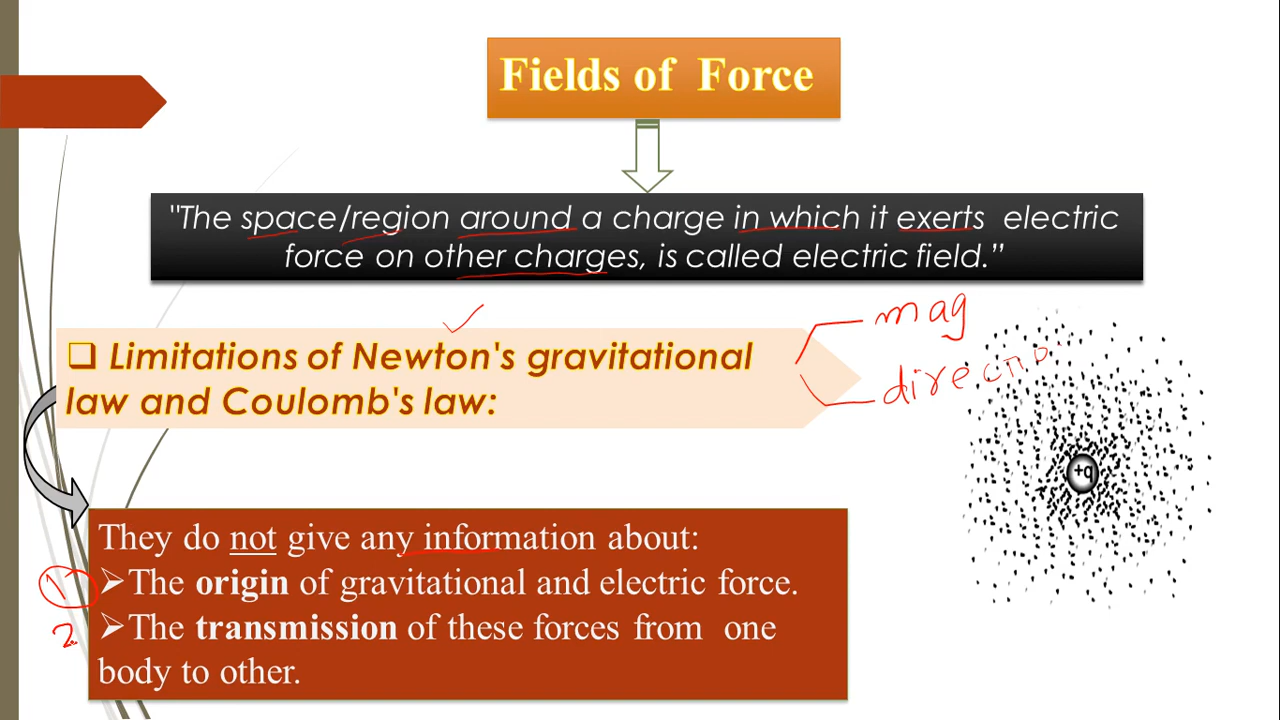 Fields of Force
"The space/region around a charge in which it exerts electric
force on other charges, is called electric field.”
mag
❑ Limitations of Newton's gravitational
law and Coulomb's law:
direction
+q
They do not give any information about:
➢The origin of gravitational and electric force.
1
➢The transmission of these forces from one
2
body to other.